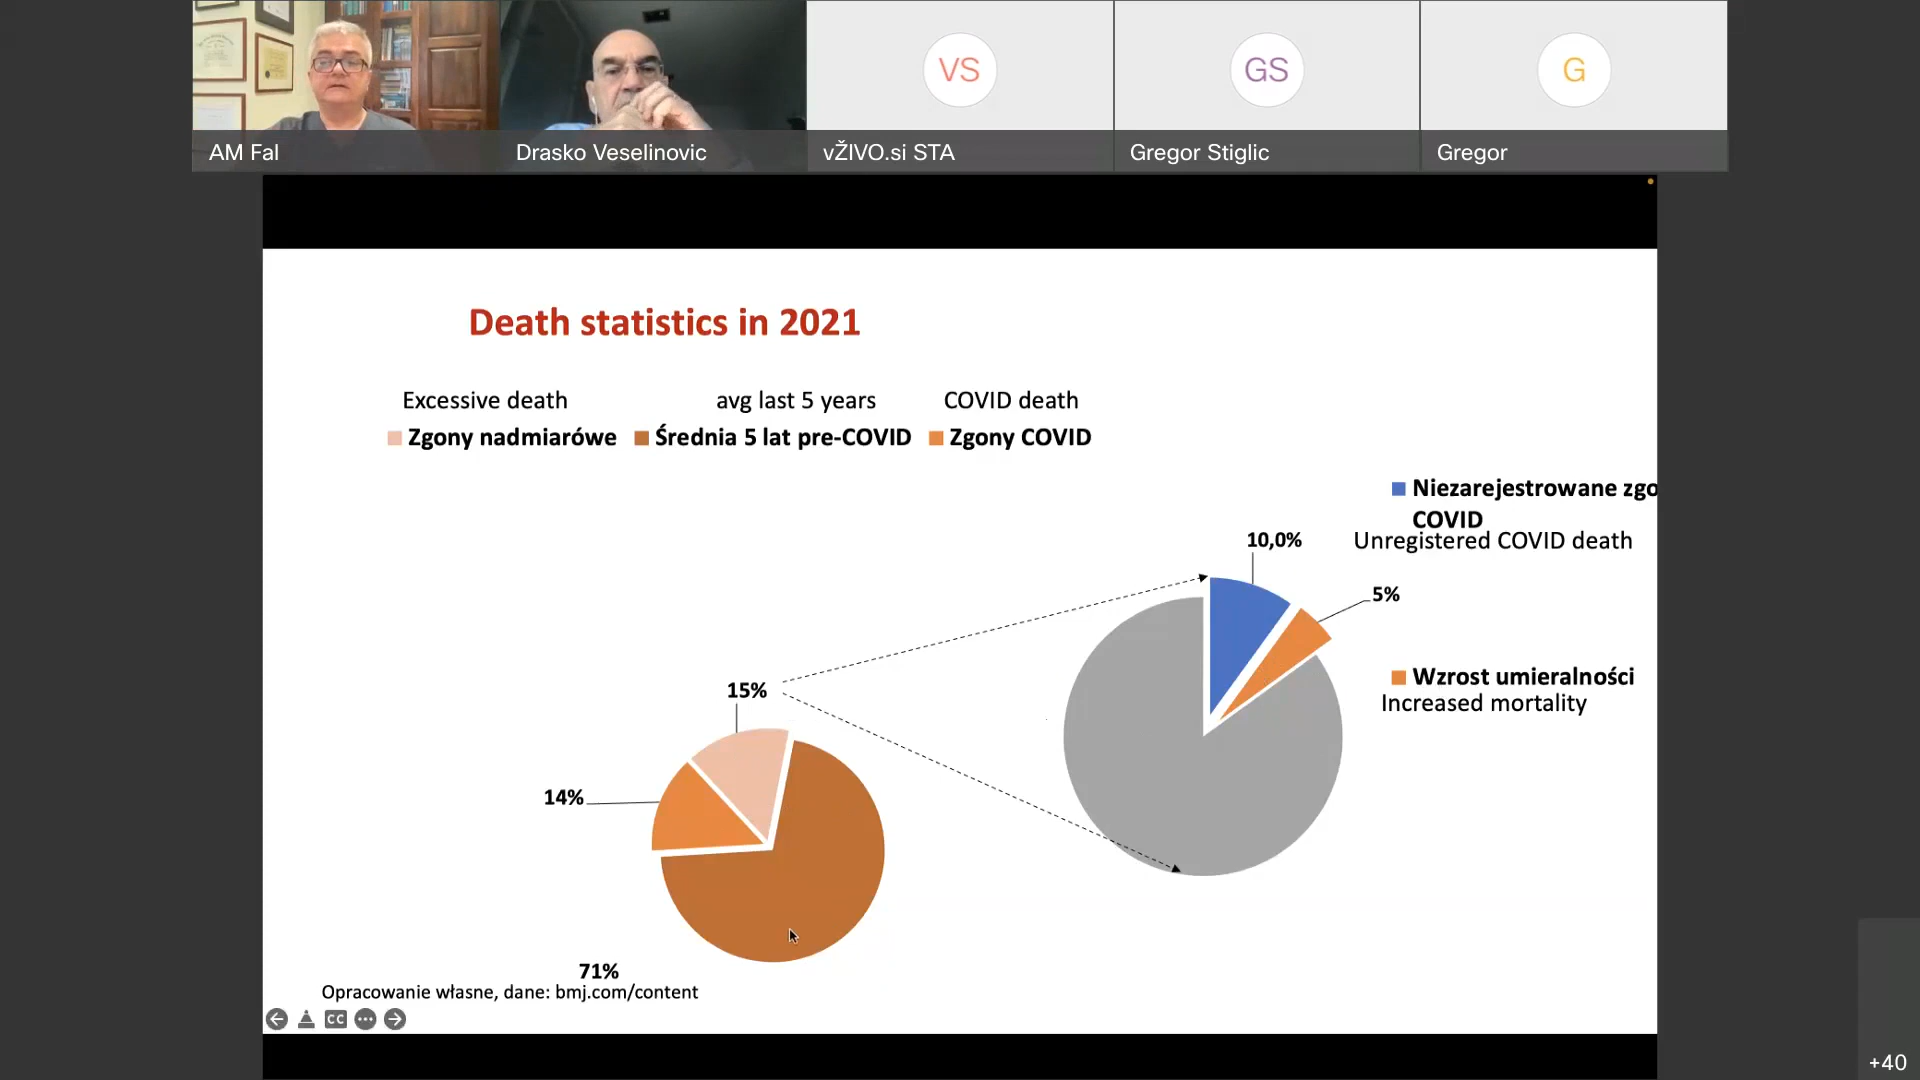 VS
GS
G
AM Fal
Drasko Veselinovic
vŽIVO.si STA
Gregor Stiglic
Gregor
Death statistics in 2021
Excessive death
avg last 5 years
COVID death
Zgony nadmiarówe
Średnia 5 lat pre-COVID
Zgony COVID
Niezarejestrowane zgo
COVID
10,0%
Unregistered COVID death
5%
Wzrost umieralności
15%
Increased mortality
14%
71%
Opracowanie własne, dane: bmj.com/content
CC
+40